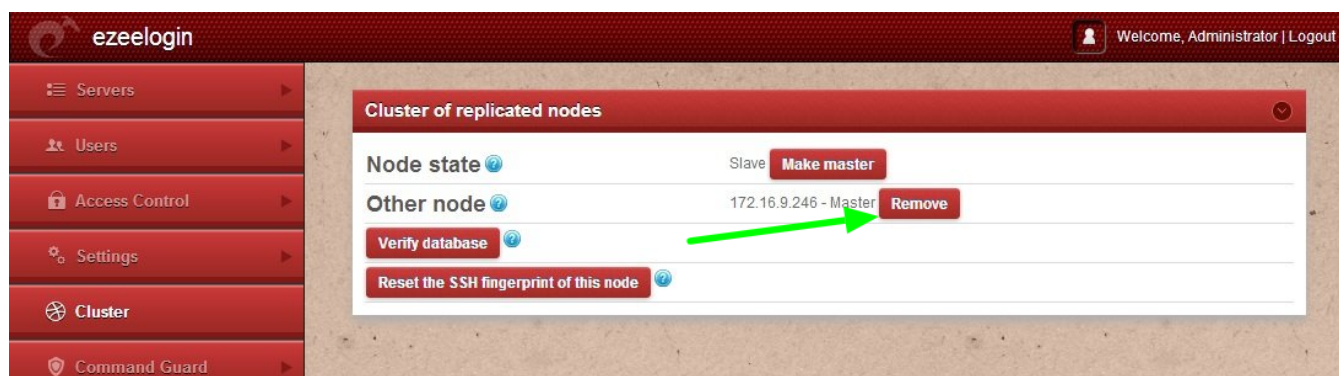 ezeelogin
Welcome, Administrator | Logout
Servers
Users
Access Control
Settings
Cluster
Command Guard
Cluster of replicated nodes
Node state ? Slave Make master
Other node ? 172.16.9.246 - Master Remove
Verify database ?
Reset the SSH fingerprint of this node ?